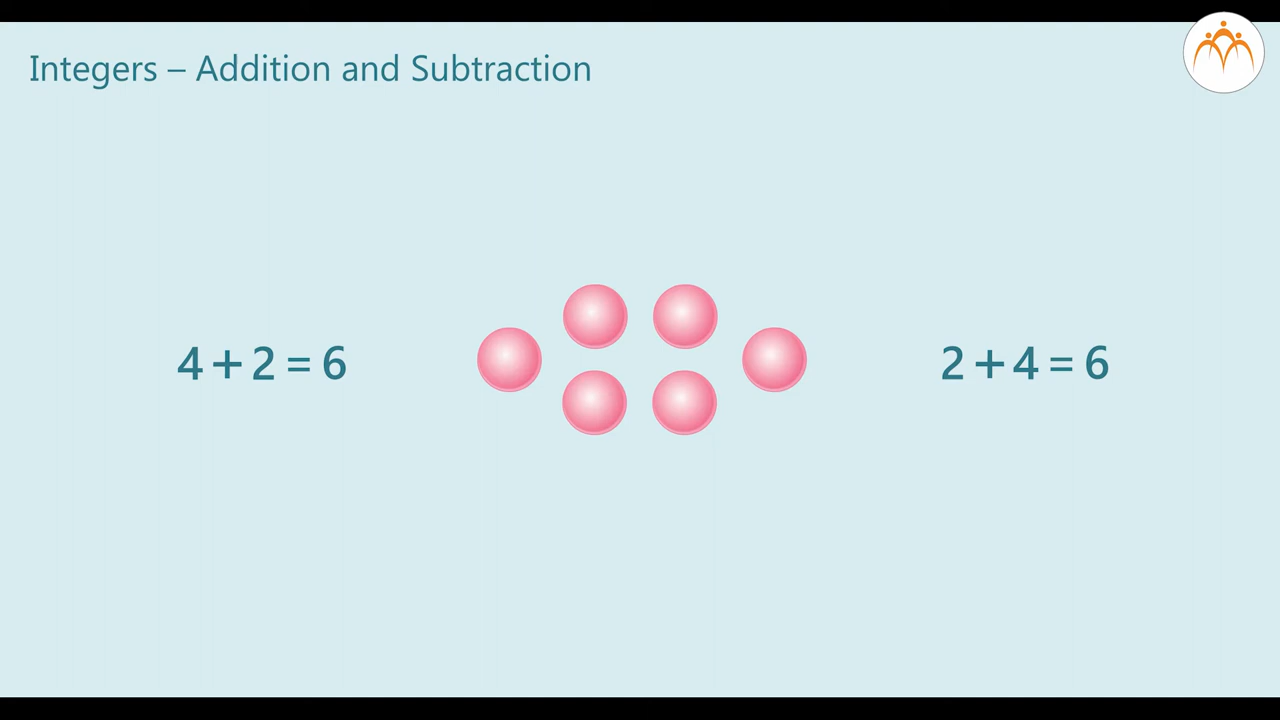 Integers – Addition and Subtraction
4 + 2 = 6
2 + 4 = 6